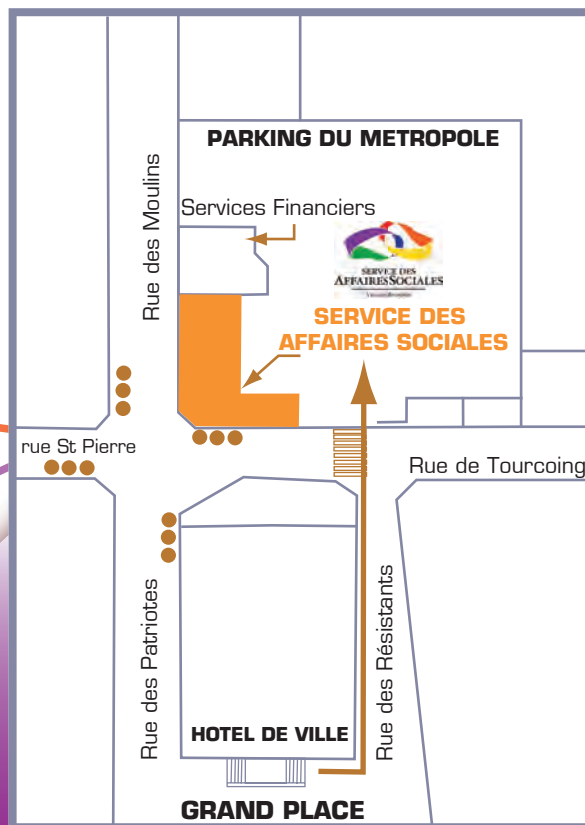 PARKING DU METROPOLE
Rue des Moulins
Services Financiers
SERVICE DES
AFFAIRES SOCIALES
SERVICE DES
AFFAIRES SOCIALES
rue St Pierre
Rue de Tourcoing
Rue des Patriotes
Rue des Résistants
HOTEL DE VILLE
GRAND PLACE